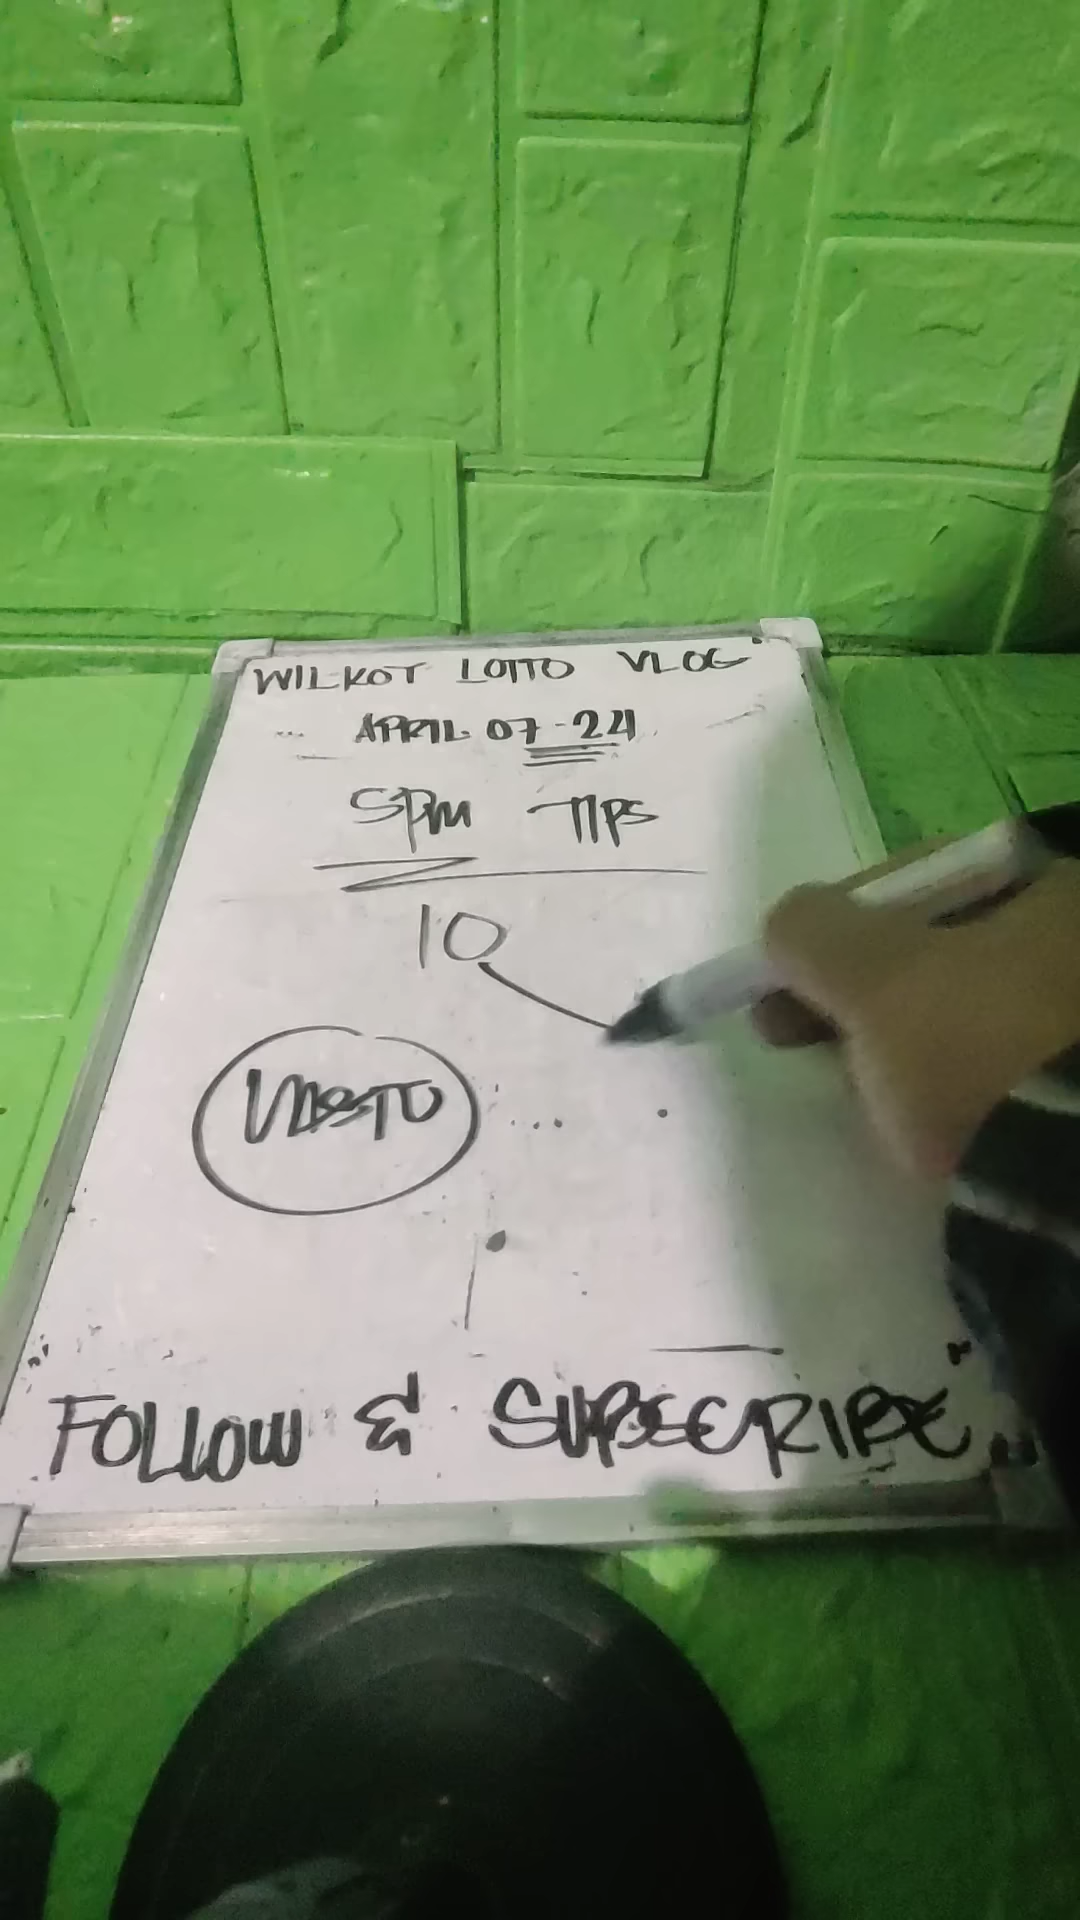 WILKOT LOTTO VLOG
APRIL 07-24
5PM TIPS
10
FOLLOW & SUBSCRIBE